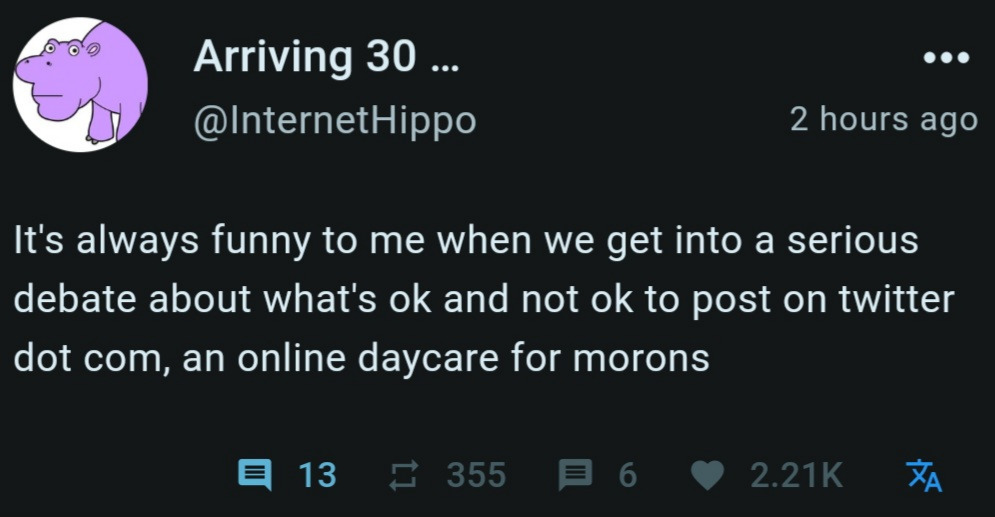 Arriving 30 ...
@InternetHippo
2 hours ago
It's always funny to me when we get into a serious
debate about what's ok and not ok to post on twitter
dot com, an online daycare for morons
13 355 6 2.21K